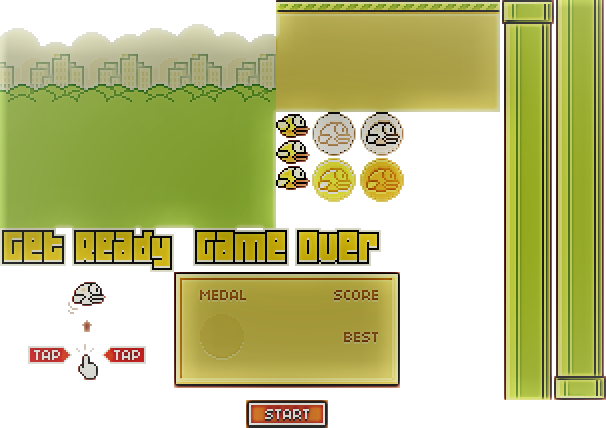 Get Ready Game Over
MEDAL SCORE
BEST
TAP TAP
START